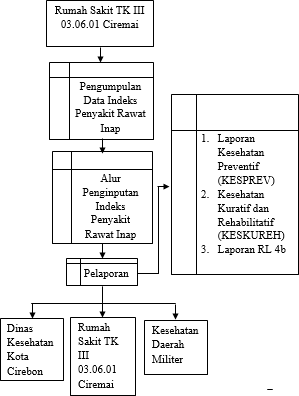 Rumah Sakit TK III
03.06.01 Ciremai
Pengumpulan
Data Indeks
Penyakit Rawat
Inap
Alur
Penginputan
Indeks
Penyakit
Rawat Inap
Pelaporan
1. Laporan
Kesehatan
Preventif
(KESPREV)
2. Kesehatan
Kuratif dan
Rehabilitatif
(KESKUREH)
3. Laporan RL 4b
Dinas
Kesehatan
Kota
Cirebon
Rumah
Sakit TK
III
03.06.01
Ciremai
Kesehatan
Daerah
Militer